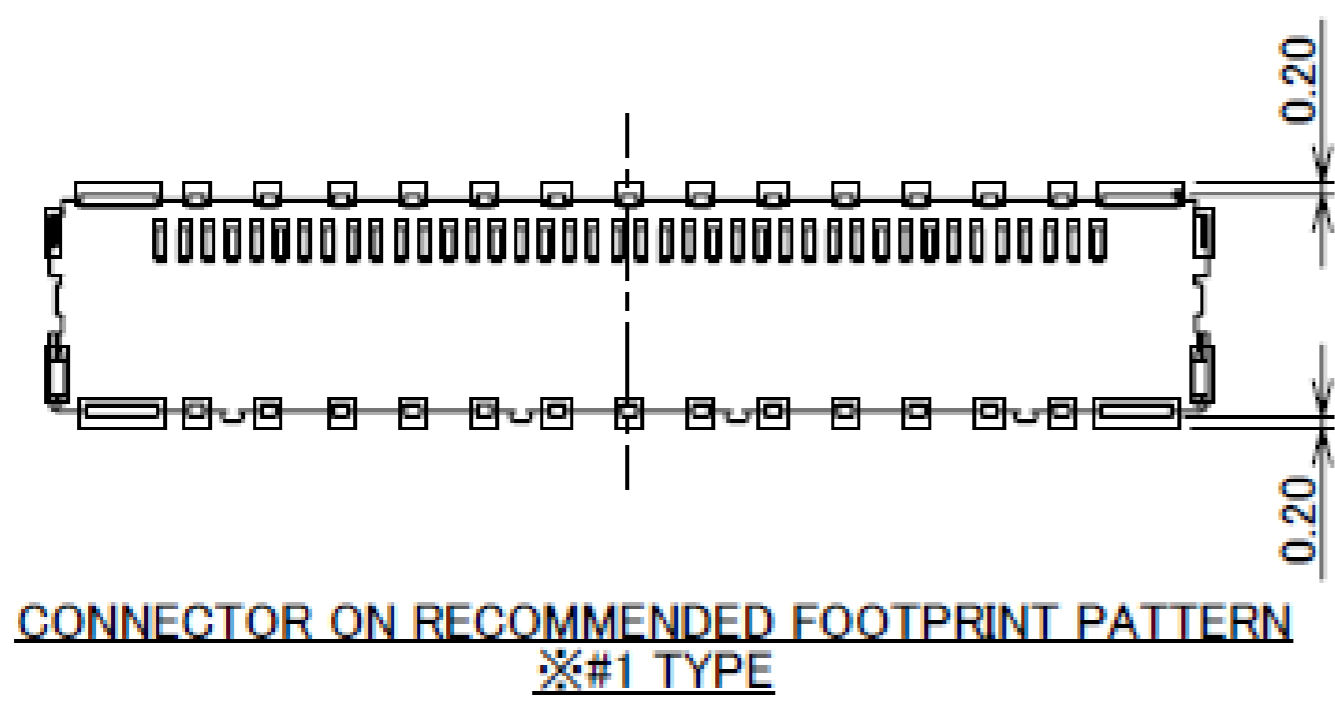 0.20
0.20
CONNECTOR ON RECOMMENDED FOOTPRINT PATTERN
※#1 TYPE